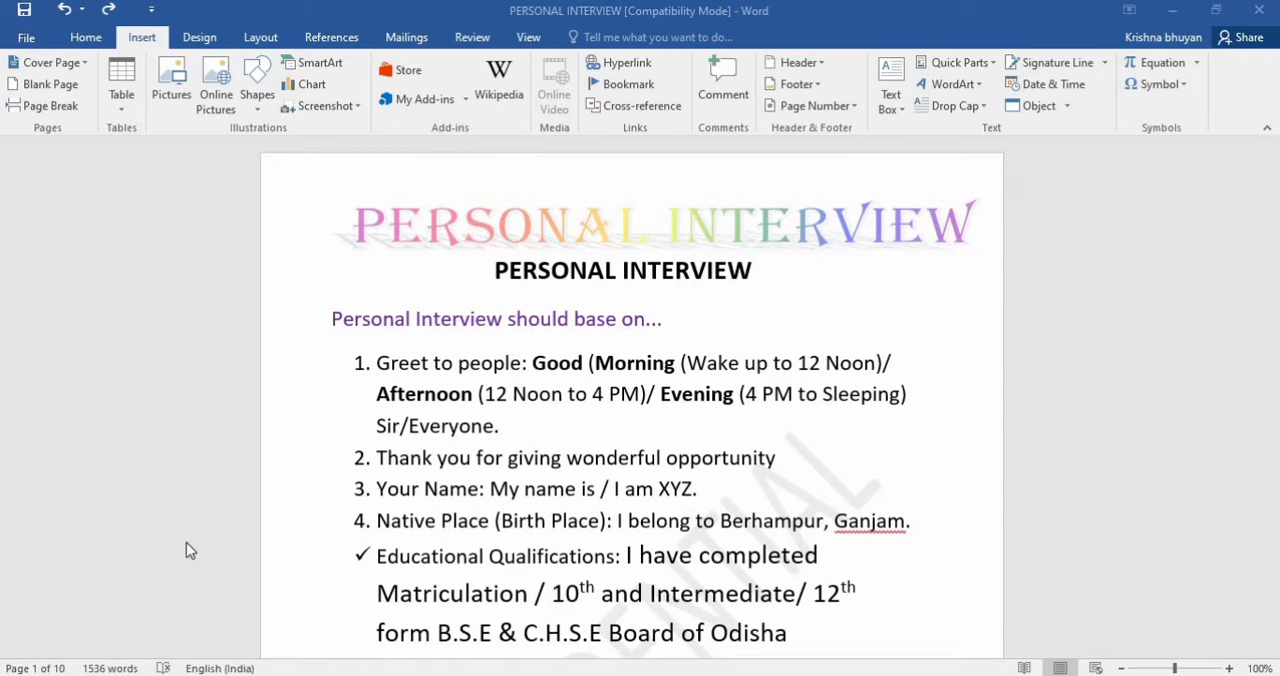 PERSONAL INTERVIEW [Compatibility Mode] - Word
File Home Insert Design Layout References Mailings Review View Tell me what you want to do... Krishna bhuyan Share
Cover Page
Blank Page
Page Break
Pages
Table
Tables
Pictures
Online Pictures
Shapes
SmartArt
Chart
Screenshot
Illustrations
Store
My Add-ins
Wikipedia
Add-ins
Online Video
Media
Hyperlink
Bookmark
Cross-reference
Links
Comment
Comments
Header
Footer
Page Number
Header & Footer
Text Box
Quick Parts
WordArt
Drop Cap
Signature Line
Date & Time
Object
Text
Equation
Symbol
Symbols
PERSONAL INTERVIEW
PERSONAL INTERVIEW
Personal Interview should base on...
1. Greet to people: Good (Morning (Wake up to 12 Noon)/
Afternoon (12 Noon to 4 PM)/ Evening (4 PM to Sleeping)
Sir/Everyone.
2. Thank you for giving wonderful opportunity
3. Your Name: My name is / I am XYZ.
4. Native Place (Birth Place): I belong to Berhampur, Ganjam.
✓ Educational Qualifications: I have completed
Matriculation / 10th and Intermediate/ 12th
form B.S.E & C.H.S.E Board of Odisha
Page 1 of 10 1536 words English (India) 100%